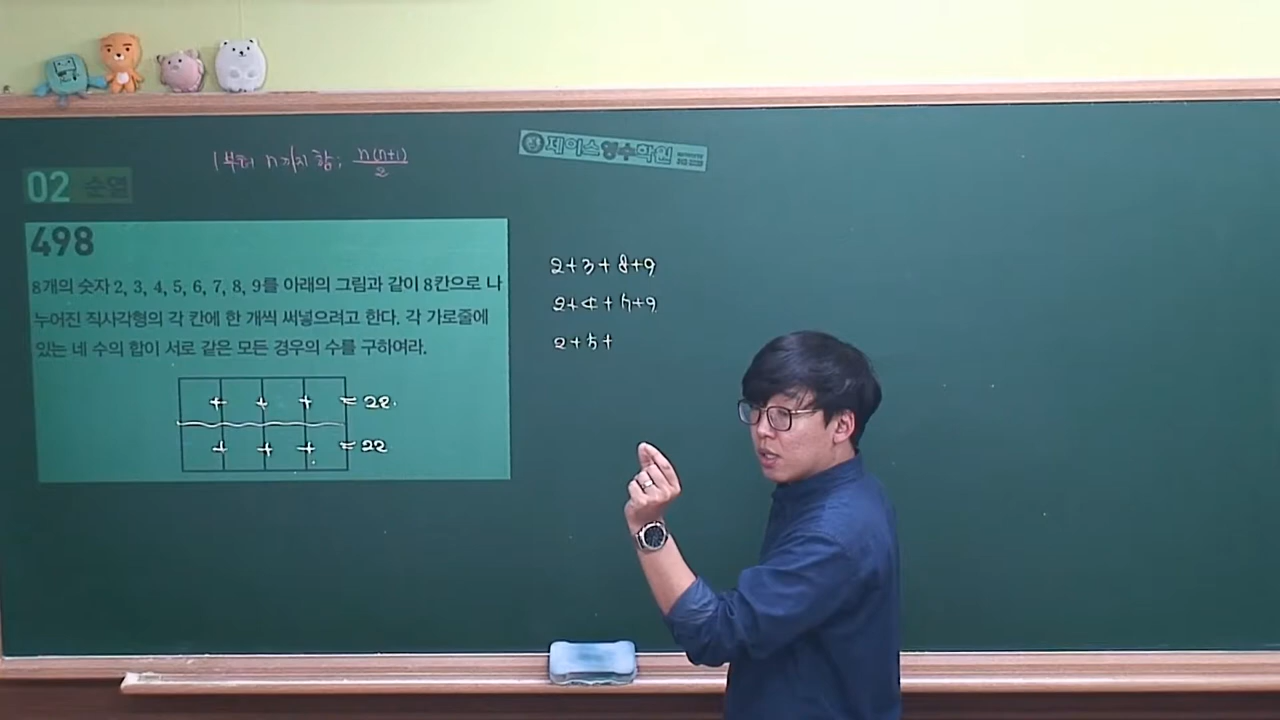 1부터 n까지 합; n(n+1)/2
제이스영수학원
02 순열
498
8개의 숫자 2, 3, 4, 5, 6, 7, 8, 9를 아래의 그림과 같이 8칸으로 나
누어진 직사각형의 각 칸에 한 개씩 써넣으려고 한다. 각 가로줄에
있는 네 수의 합이 서로 같은 모든 경우의 수를 구하여라.
+ + + = 22.
+ + + = 22
2+3+8+9
2+4+7+9
2+5+